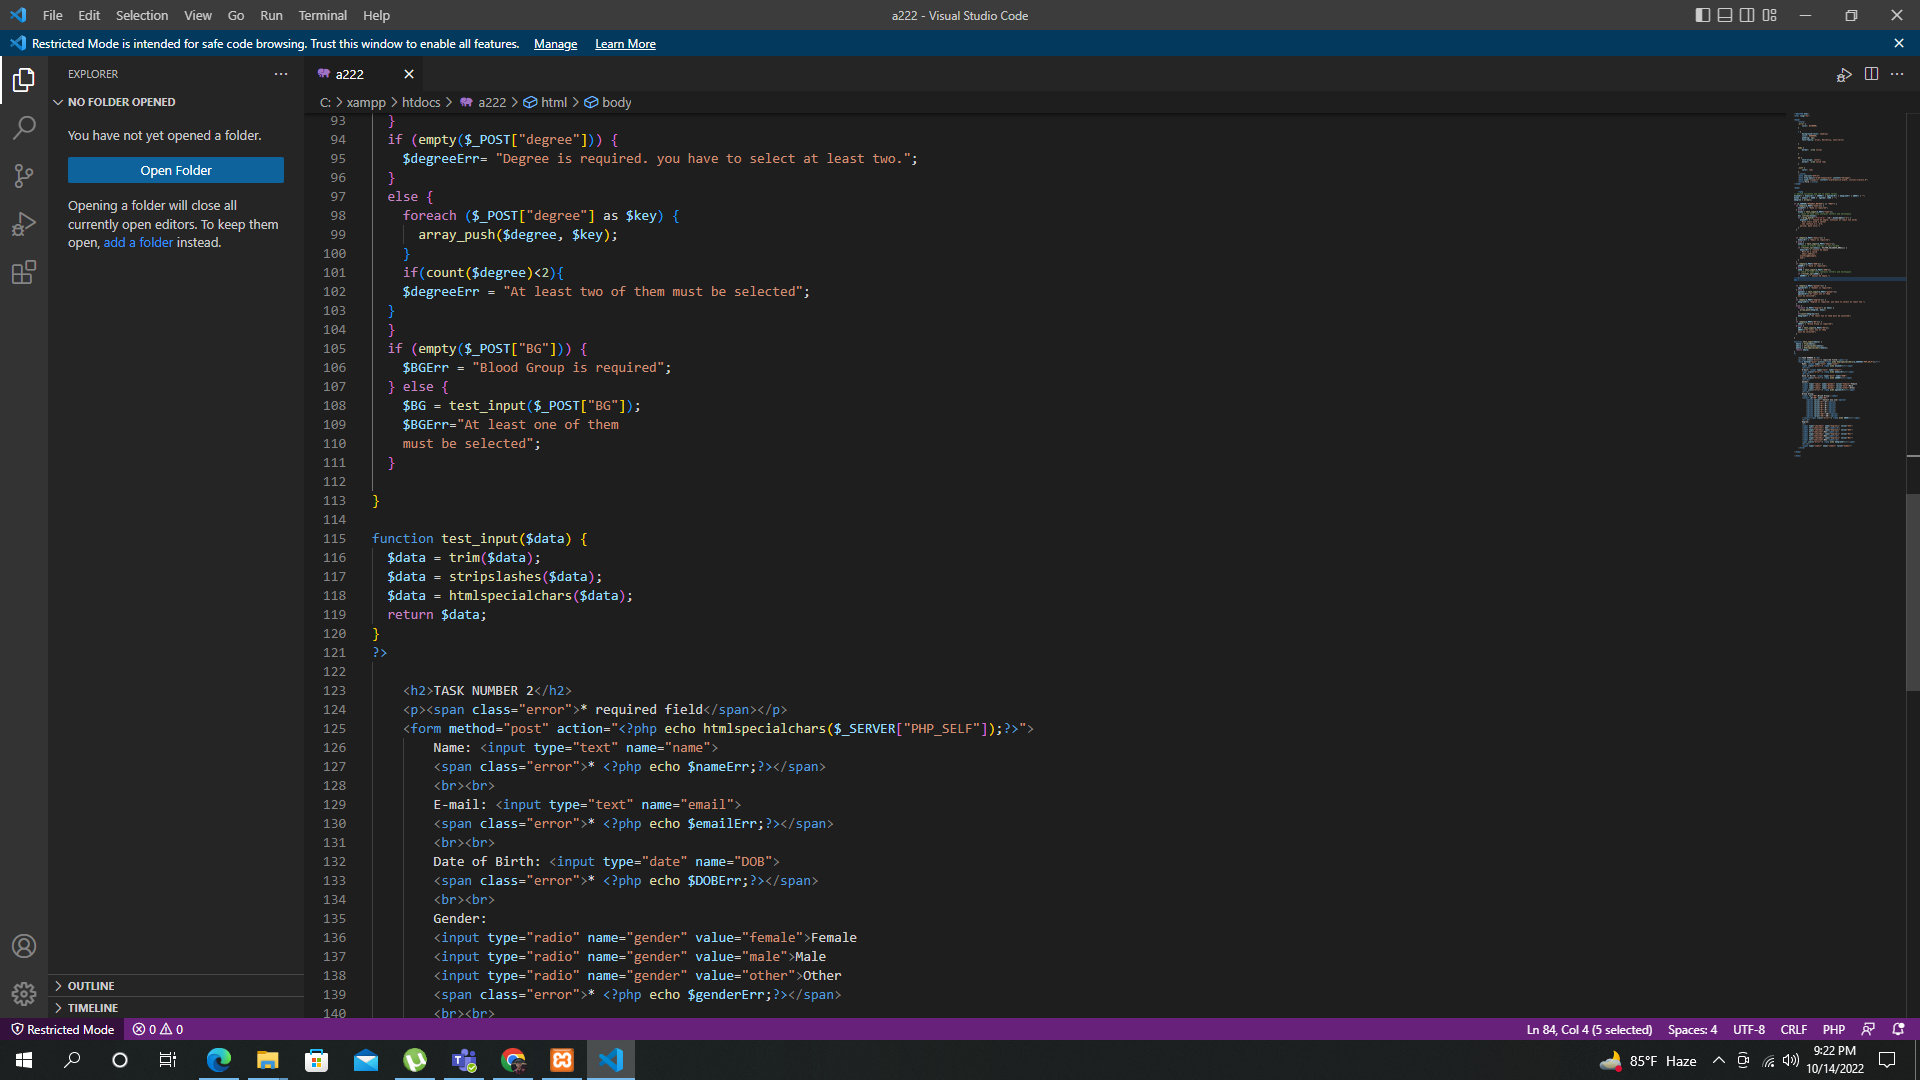 File Edit Selection View Go Run Terminal Help
a222 - Visual Studio Code
Restricted Mode is intended for safe code browsing. Trust this window to enable all features. Manage Learn More
EXPLORER
a222
NO FOLDER OPENED
C: > xampp > htdocs > a222 > html > body
You have not yet opened a folder.
Open Folder
Opening a folder will close all
currently open editors. To keep them
open, add a folder instead.
93 }
94 if (empty($_POST["degree"])) {
95 $degreeErr= "Degree is required. you have to select at least two.";
96 }
97 else {
98 foreach ($_POST["degree"] as $key) {
99 array_push($degree, $key);
100 }
101 if(count($degree)<2){
102 $degreeErr = "At least two of them must be selected";
103 }
104 }
105 if (empty($_POST["BG"])) {
106 $BGErr = "Blood Group is required";
107 } else {
108 $BG = test_input($_POST["BG"]);
109 $BGErr="At least one of them
110 must be selected";
111 }
112
113 }
114
115 function test_input($data) {
116 $data = trim($data);
117 $data = stripslashes($data);
118 $data = htmlspecialchars($data);
119 return $data;
120 }
121 ?>
122
123 <h2>TASK NUMBER 2</h2>
124 <p><span class="error">* required field</span></p>
125 <form method="post" action="<?php echo htmlspecialchars($_SERVER["PHP_SELF"]);?>">
126 Name: <input type="text" name="name">
127 <span class="error">* <?php echo $nameErr;?></span>
128 <br><br>
129 E-mail: <input type="text" name="email">
130 <span class="error">* <?php echo $emailErr;?></span>
131 <br><br>
132 Date of Birth: <input type="date" name="DOB">
133 <span class="error">* <?php echo $DOBErr;?></span>
134 <br><br>
135 Gender:
136 <input type="radio" name="gender" value="female">Female
137 <input type="radio" name="gender" value="male">Male
138 <input type="radio" name="gender" value="other">Other
139 <span class="error">* <?php echo $genderErr;?></span>
140 <br><br>
OUTLINE
TIMELINE
Restricted Mode 0 0
Ln 84, Col 4 (5 selected) Spaces: 4 UTF-8 CRLF PHP
85°F Haze
9:22 PM
10/14/2022